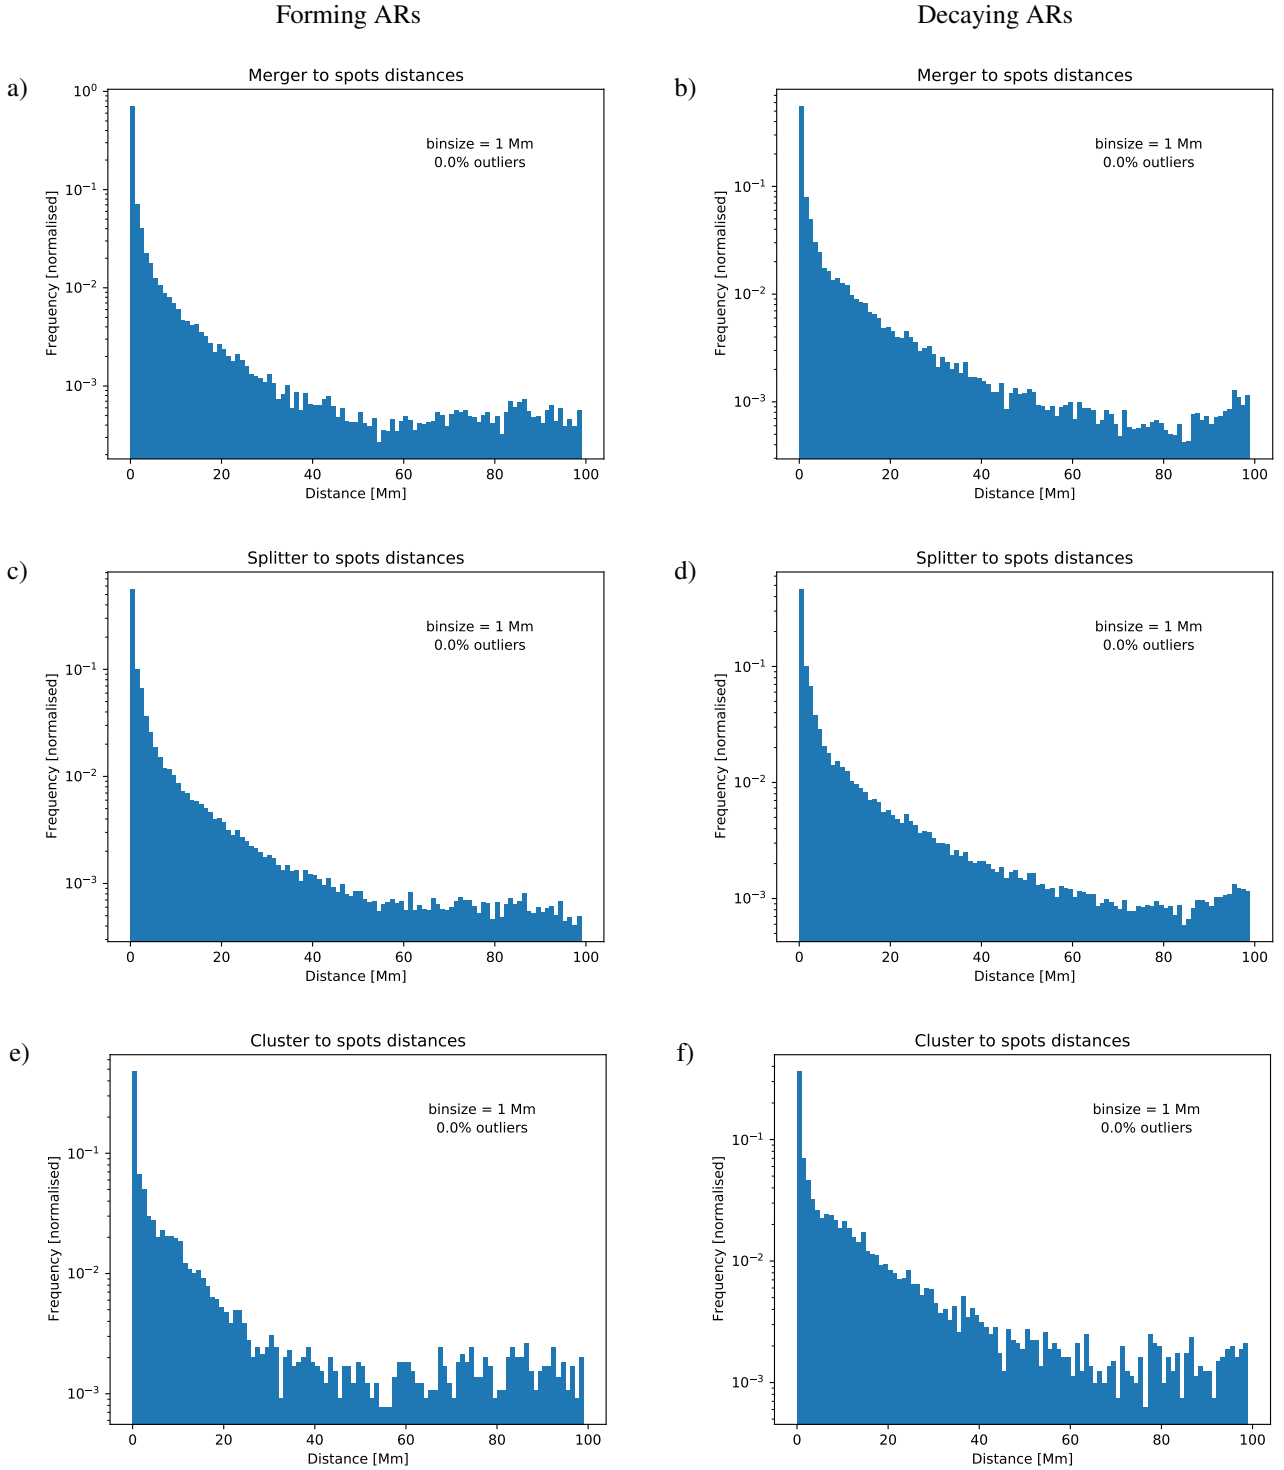 Forming ARs
Decaying ARs
a)
Merger to spots distances
binsize = 1 Mm
0.0% outliers
Frequency [normalised]
10⁰
10⁻¹
10⁻²
10⁻³
0 20 40 60 80 100
Distance [Mm]
b)
Merger to spots distances
binsize = 1 Mm
0.0% outliers
Frequency [normalised]
10⁻¹
10⁻²
10⁻³
0 20 40 60 80 100
Distance [Mm]
c)
Splitter to spots distances
binsize = 1 Mm
0.0% outliers
Frequency [normalised]
10⁻¹
10⁻²
10⁻³
0 20 40 60 80 100
Distance [Mm]
d)
Splitter to spots distances
binsize = 1 Mm
0.0% outliers
Frequency [normalised]
10⁻¹
10⁻²
10⁻³
0 20 40 60 80 100
Distance [Mm]
e)
Cluster to spots distances
binsize = 1 Mm
0.0% outliers
Frequency [normalised]
10⁻¹
10⁻²
10⁻³
0 20 40 60 80 100
Distance [Mm]
f)
Cluster to spots distances
binsize = 1 Mm
0.0% outliers
Frequency [normalised]
10⁻¹
10⁻²
10⁻³
0 20 40 60 80 100
Distance [Mm]